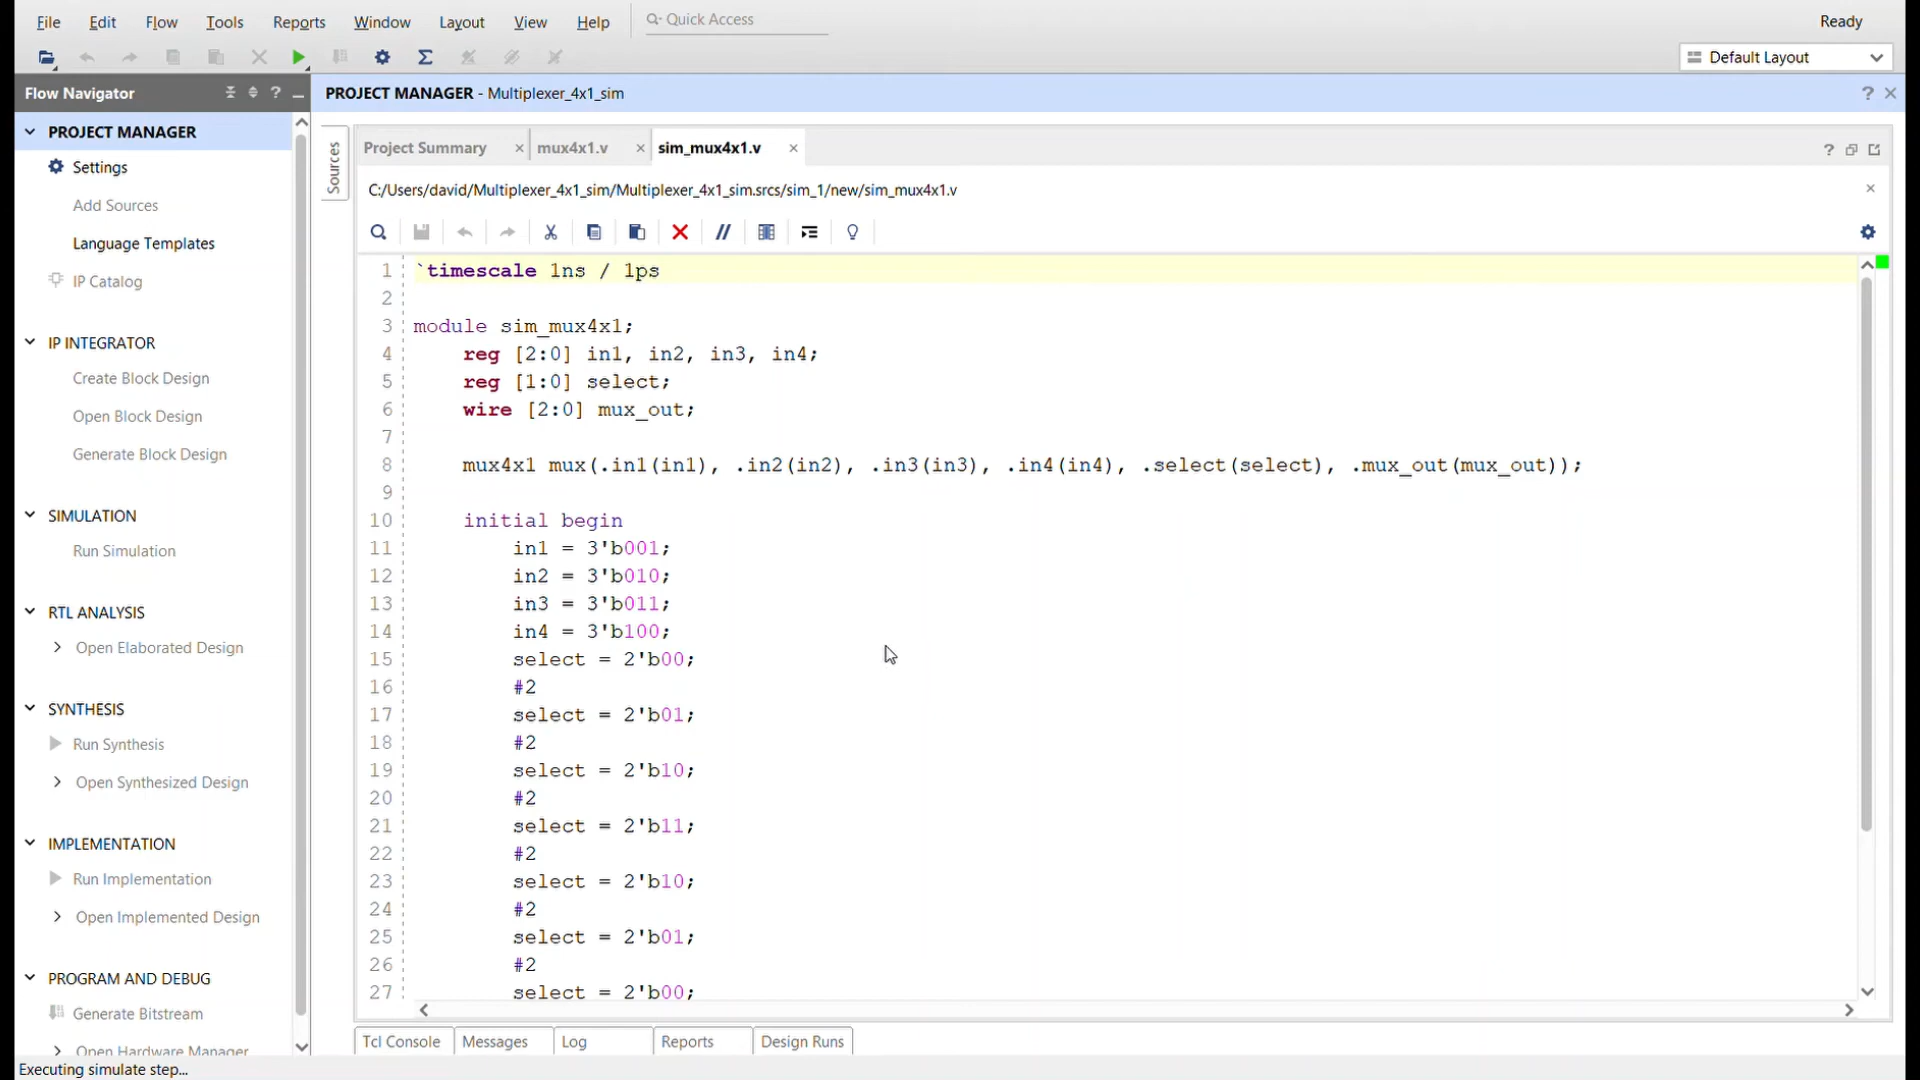 File Edit Flow Tools Reports Window Layout View Help Quick Access Ready
Default Layout
Flow Navigator
PROJECT MANAGER - Multiplexer_4x1_sim
PROJECT MANAGER
Settings
Add Sources
Language Templates
IP Catalog
IP INTEGRATOR
Create Block Design
Open Block Design
Generate Block Design
SIMULATION
Run Simulation
RTL ANALYSIS
Open Elaborated Design
SYNTHESIS
Run Synthesis
Open Synthesized Design
IMPLEMENTATION
Run Implementation
Open Implemented Design
PROGRAM AND DEBUG
Generate Bitstream
Open Hardware Manager
Sources
Project Summary mux4x1.v sim_mux4x1.v
C:/Users/david/Multiplexer_4x1_sim/Multiplexer_4x1_sim.srcs/sim_1/new/sim_mux4x1.v
1 `timescale 1ns / 1ps
2
3 module sim_mux4x1;
4 reg [2:0] in1, in2, in3, in4;
5 reg [1:0] select;
6 wire [2:0] mux_out;
7
8 mux4x1 mux(.in1(in1), .in2(in2), .in3(in3), .in4(in4), .select(select), .mux_out(mux_out));
9
10 initial begin
11 in1 = 3'b001;
12 in2 = 3'b010;
13 in3 = 3'b011;
14 in4 = 3'b100;
15 select = 2'b00;
16 #2
17 select = 2'b01;
18 #2
19 select = 2'b10;
20 #2
21 select = 2'b11;
22 #2
23 select = 2'b10;
24 #2
25 select = 2'b01;
26 #2
27 select = 2'b00;
Tcl Console Messages Log Reports Design Runs
Executing simulate step...